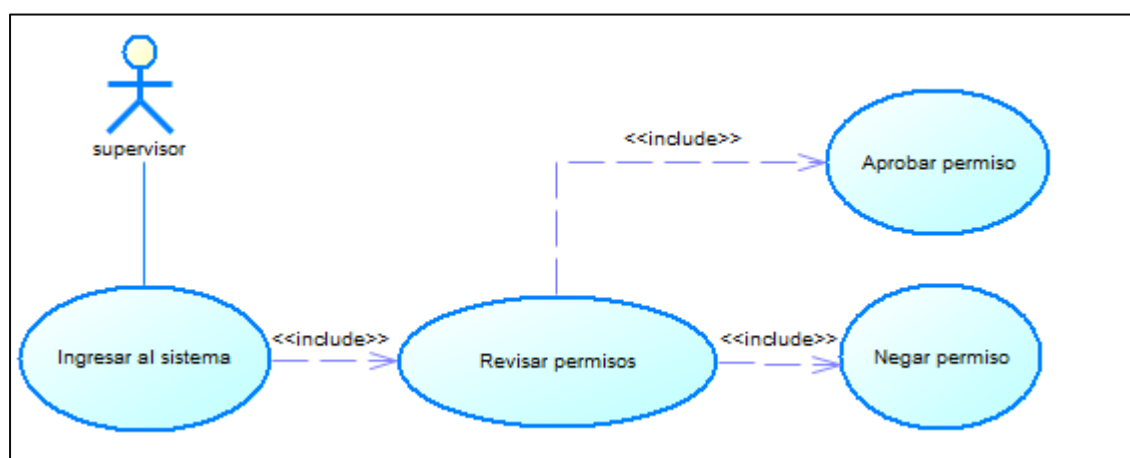 supervisor
<<include>>
Aprobar permiso
Ingresar al sistema
<<include>>
Revisar permisos
<<include>>
Negar permiso